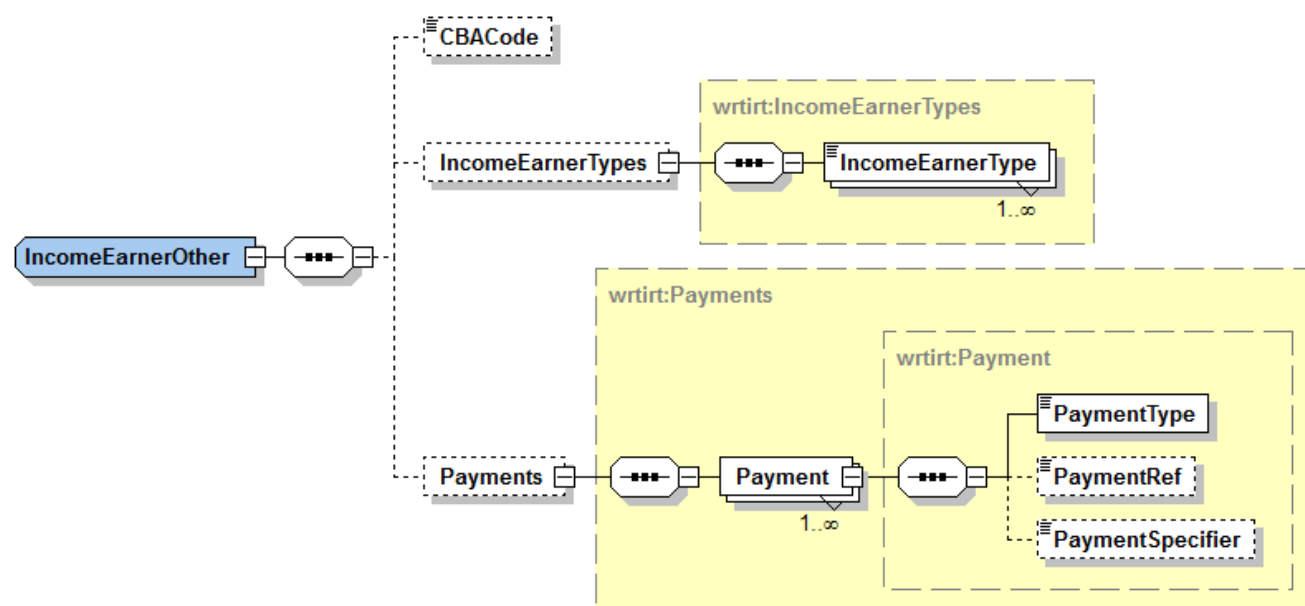 CBACode
wrtirt:IncomeEarnerTypes
IncomeEarnerTypes
IncomeEarnerType
1..∞
IncomeEarnerOther
wrtirt:Payments
wrtirt:Payment
PaymentType
Payments
Payment
1..∞
PaymentRef
PaymentSpecifier